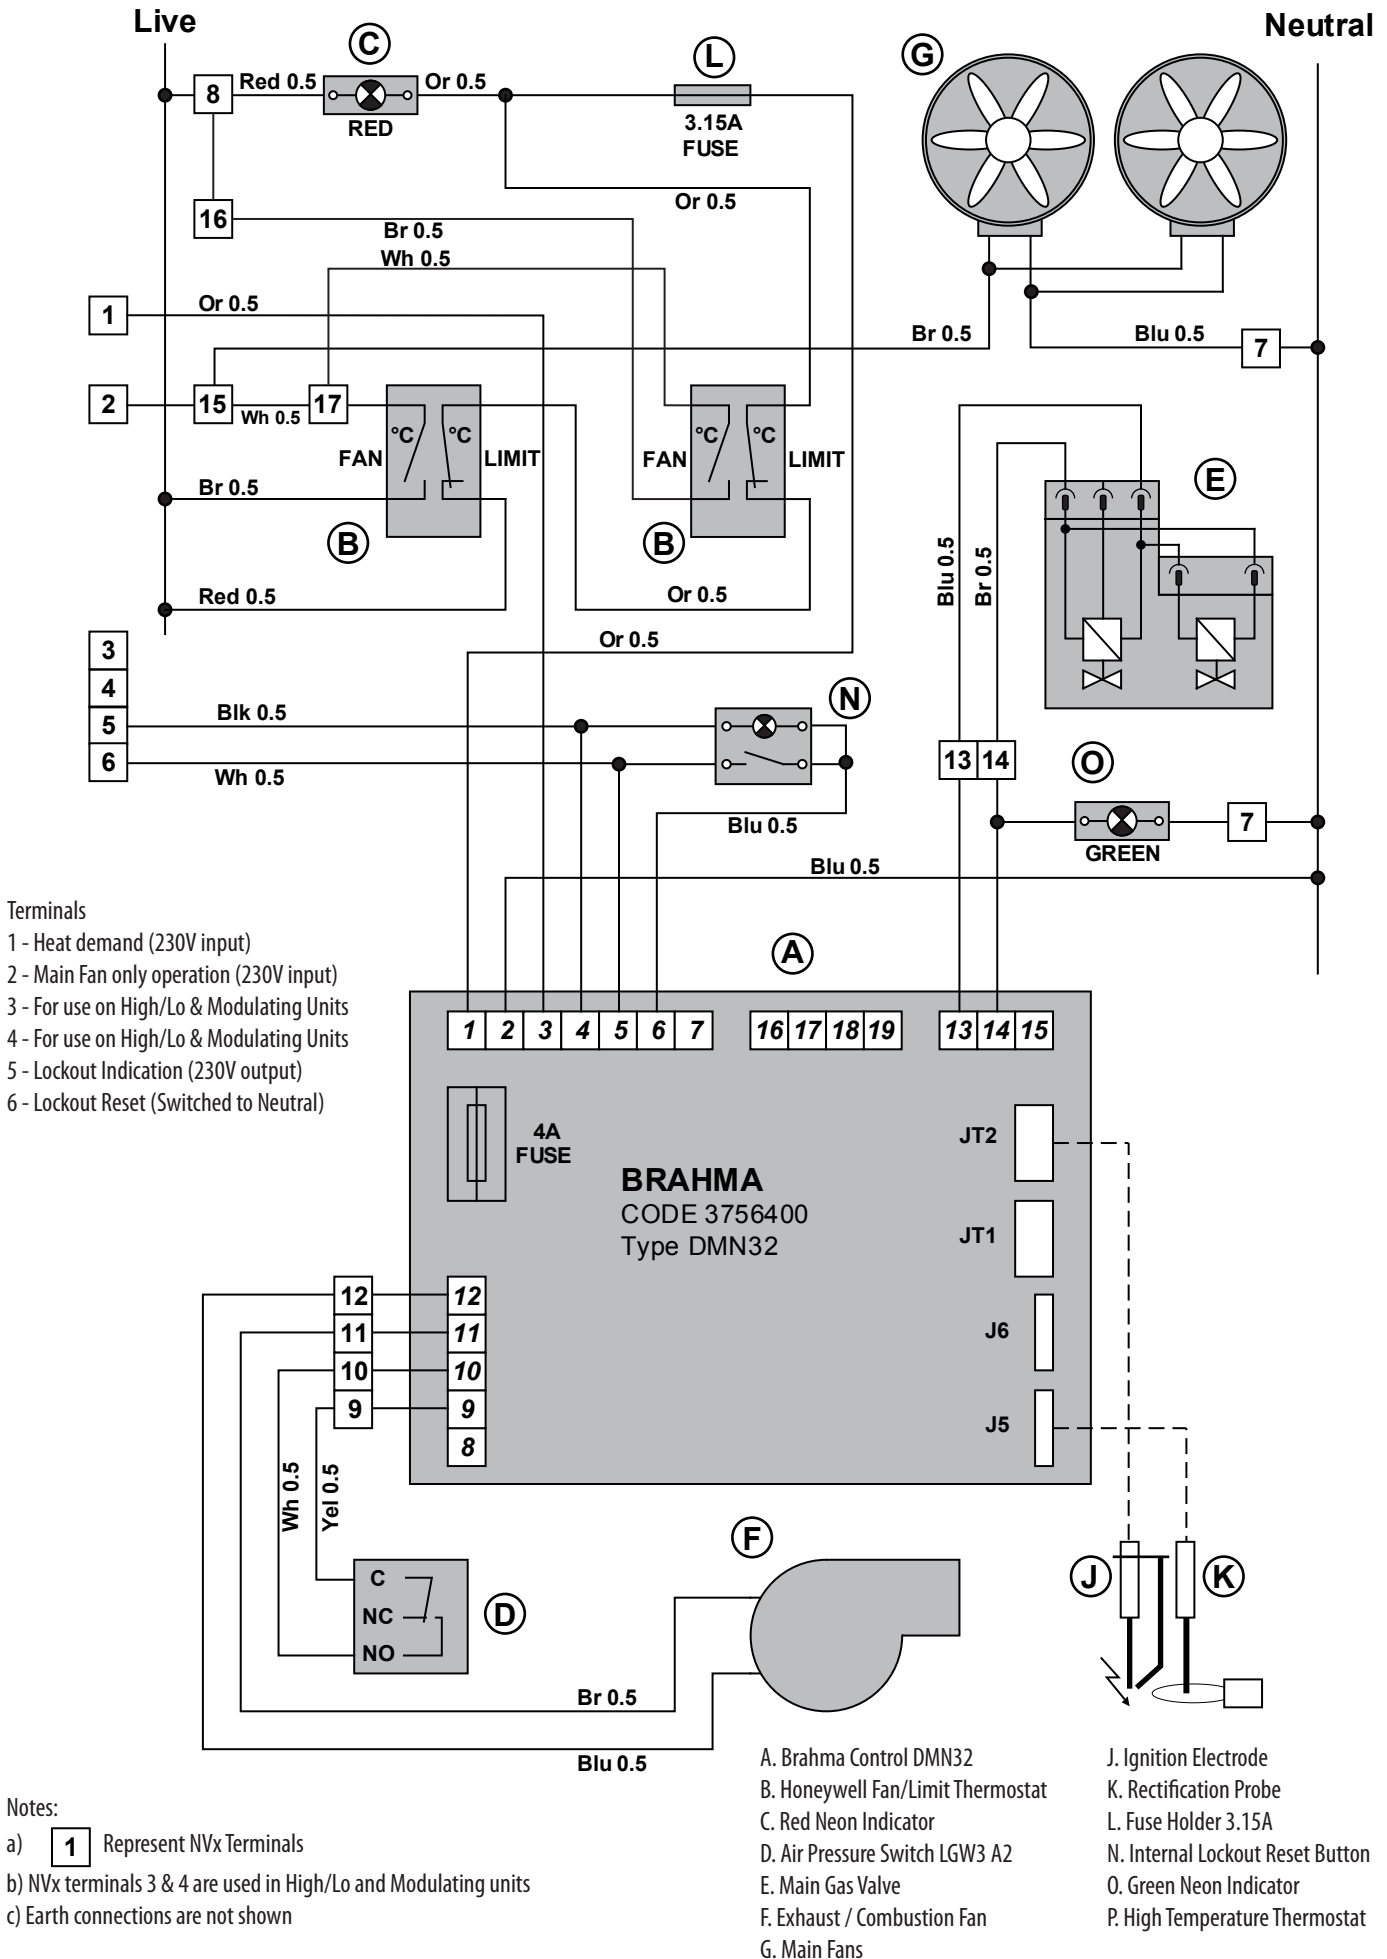 Live
Neutral
C
L
G
8
Red 0.5
Or 0.5
RED
3.15A
FUSE
Or 0.5
16
Br 0.5
Wh 0.5
1
Or 0.5
Br 0.5
Blu 0.5
7
2
15
Wh 0.5
17
°C
°C
FAN
LIMIT
°C
°C
FAN
LIMIT
E
Br 0.5
B
B
Blu 0.5
Br 0.5
Red 0.5
Or 0.5
Or 0.5
3
4
5
6
Blk 0.5
Wh 0.5
N
13
14
O
Blu 0.5
GREEN
7
Blu 0.5
Terminals
1 - Heat demand (230V input)
2 - Main Fan only operation (230V input)
3 - For use on High/Lo & Modulating Units
4 - For use on High/Lo & Modulating Units
5 - Lockout Indication (230V output)
6 - Lockout Reset (Switched to Neutral)
A
1 2 3 4 5 6 7
16 17 18 19
13 14 15
4A
FUSE
BRAHMA
CODE 3756400
Type DMN32
JT2
JT1
J6
J5
12
11
10
9
12
11
10
9
8
Wh 0.5
Yel 0.5
C
NC
NO
D
F
J
K
Br 0.5
Blu 0.5
A. Brahma Control DMN32
B. Honeywell Fan/Limit Thermostat
C. Red Neon Indicator
D. Air Pressure Switch LGW3 A2
E. Main Gas Valve
F. Exhaust / Combustion Fan
G. Main Fans
J. Ignition Electrode
K. Rectification Probe
L. Fuse Holder 3.15A
N. Internal Lockout Reset Button
O. Green Neon Indicator
P. High Temperature Thermostat
Notes:
a) 1 Represent NVx Terminals
b) NVx terminals 3 & 4 are used in High/Lo and Modulating units
c) Earth connections are not shown